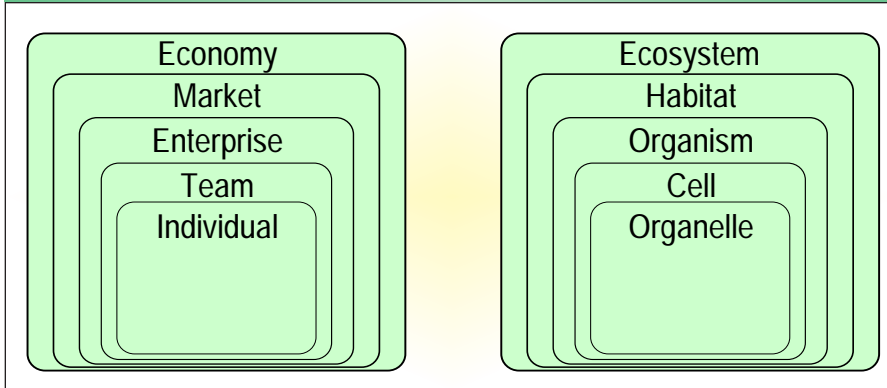 Economy
Market
Enterprise
Team
Individual
Ecosystem
Habitat
Organism
Cell
Organelle